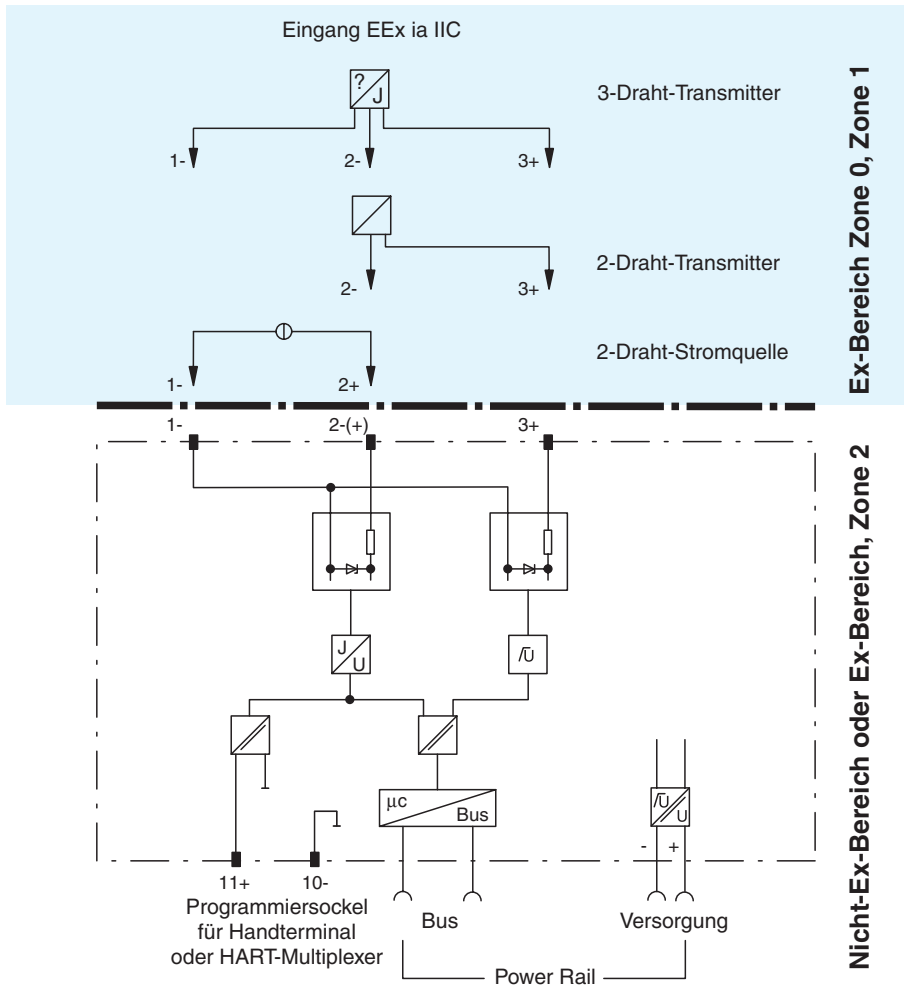 Eingang EEx ia IIC
?
J
3-Draht-Transmitter
1-
2-
3+
2-Draht-Transmitter
2-
3+
2-Draht-Stromquelle
1-
2+
Ex-Bereich Zone 0, Zone 1
1-
2-(+)
3+
J
U
/Ū
µc
Bus
/Ū
U
-
+
11+
10-
Programmiersockel
für Handterminal
oder HART-Multiplexer
Bus
Versorgung
Power Rail
Nicht-Ex-Bereich oder Ex-Bereich, Zone 2